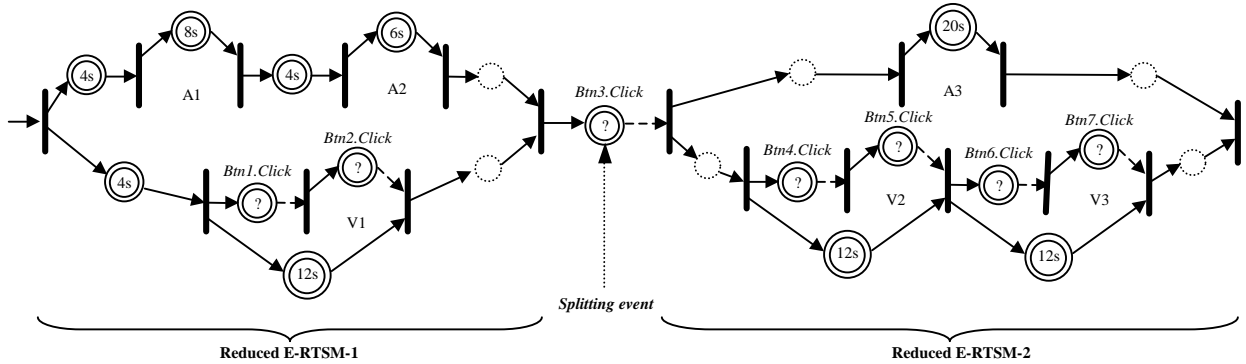 8s
6s
20s
4s
4s
A1
A2
A3
Btn3.Click
?
Btn1.Click
Btn2.Click
?
?
4s
V1
12s
Btn4.Click
Btn5.Click
Btn6.Click
Btn7.Click
?
?
?
?
V2
V3
12s
12s
Splitting event
Reduced E-RTSM-1
Reduced E-RTSM-2